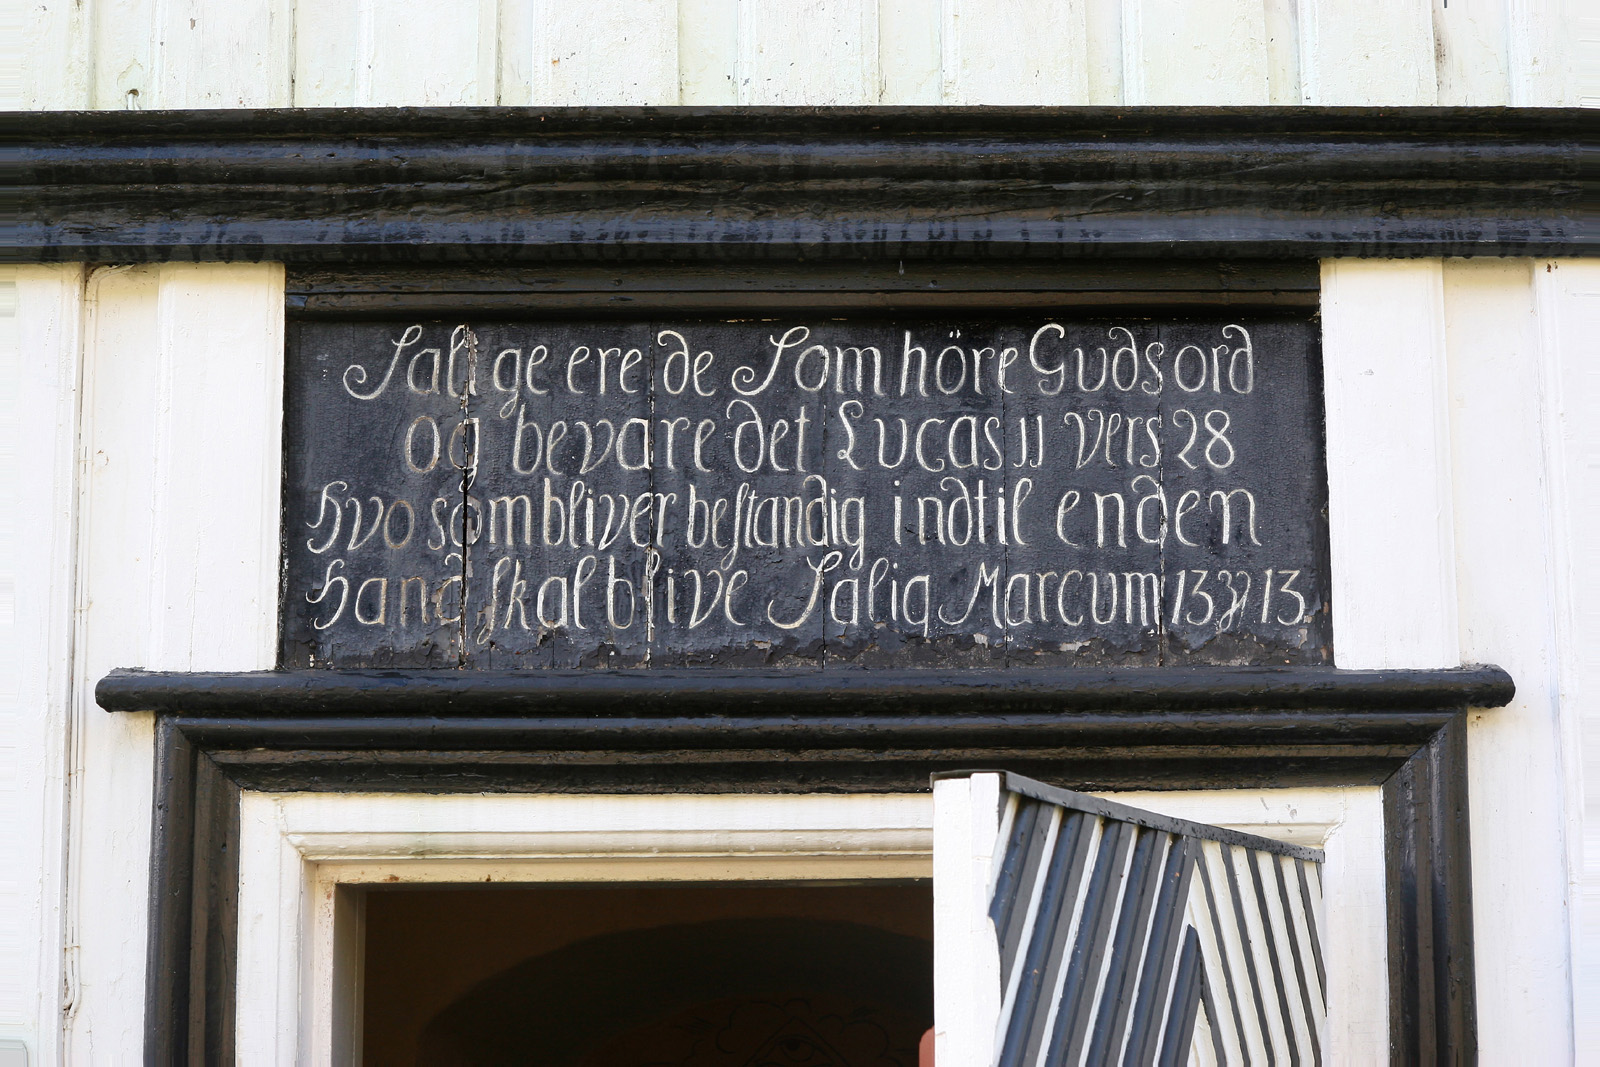 Salige ere de Som höre Guds ord
og bevare det Lucas 11 Vers 28
hvo som bliver beständig indtil enden
hand skal blive Salig Marcum 13 V 13